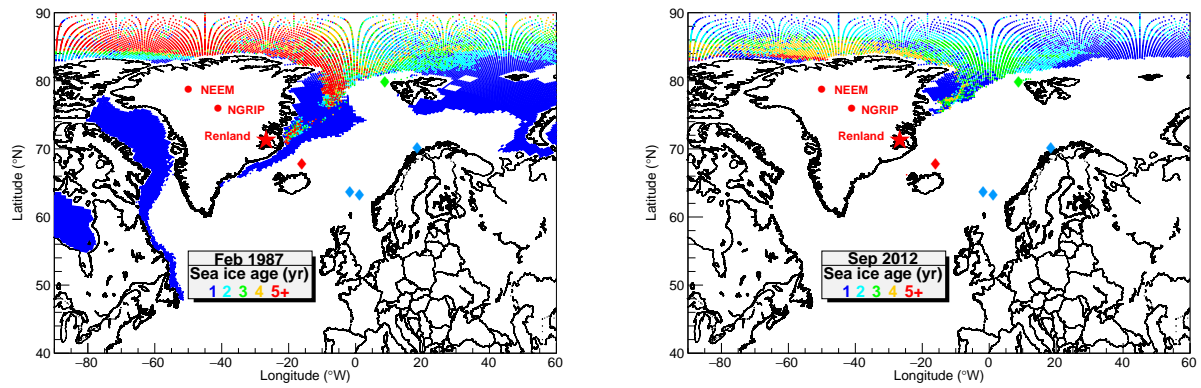 90
80
70
60
50
40
Latitude (°N)
NEEM
NGRIP
Renland
Feb 1987
Sea ice age (yr)
1 2 3 4 5+
−80 −60 −40 −20 0 20 40 60
Longitude (°W)
90
80
70
60
50
40
Latitude (°N)
NEEM
NGRIP
Renland
Sep 2012
Sea ice age (yr)
1 2 3 4 5+
−80 −60 −40 −20 0 20 40 60
Longitude (°W)